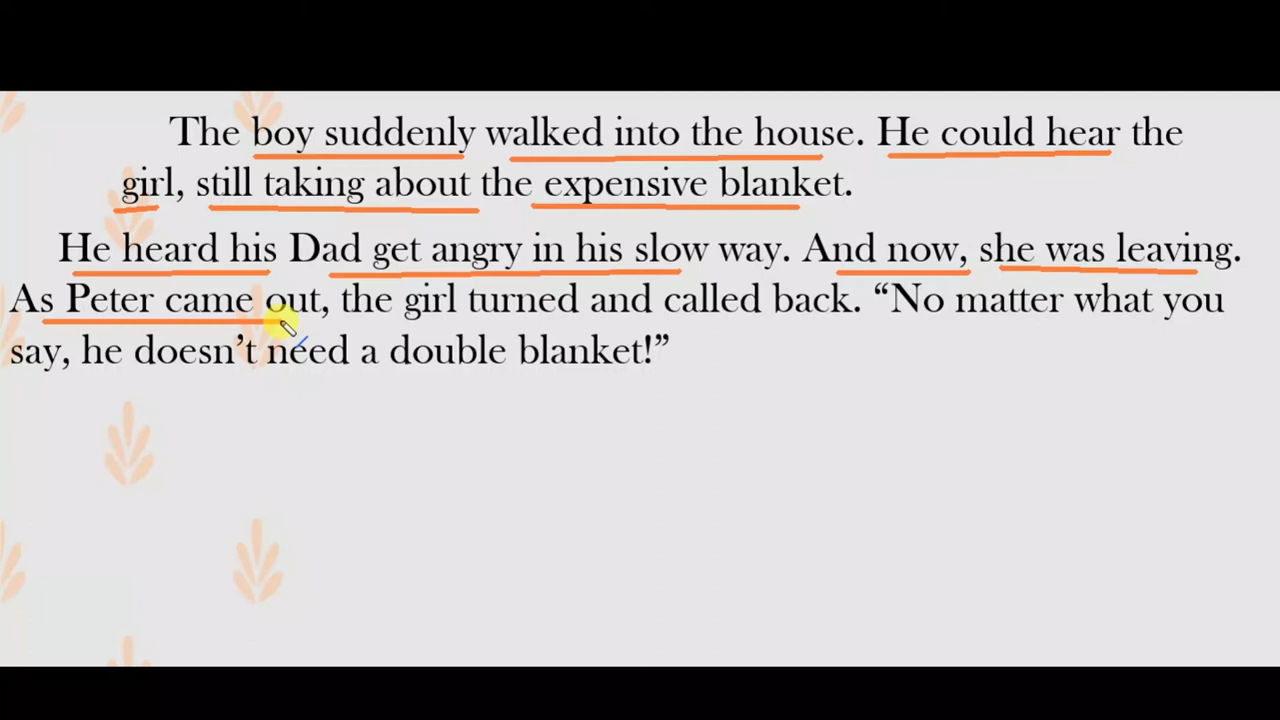 The boy suddenly walked into the house. He could hear the
girl, still taking about the expensive blanket.
He heard his Dad get angry in his slow way. And now, she was leaving.
As Peter came out, the girl turned and called back. “No matter what you
say, he doesn’t need a double blanket!”